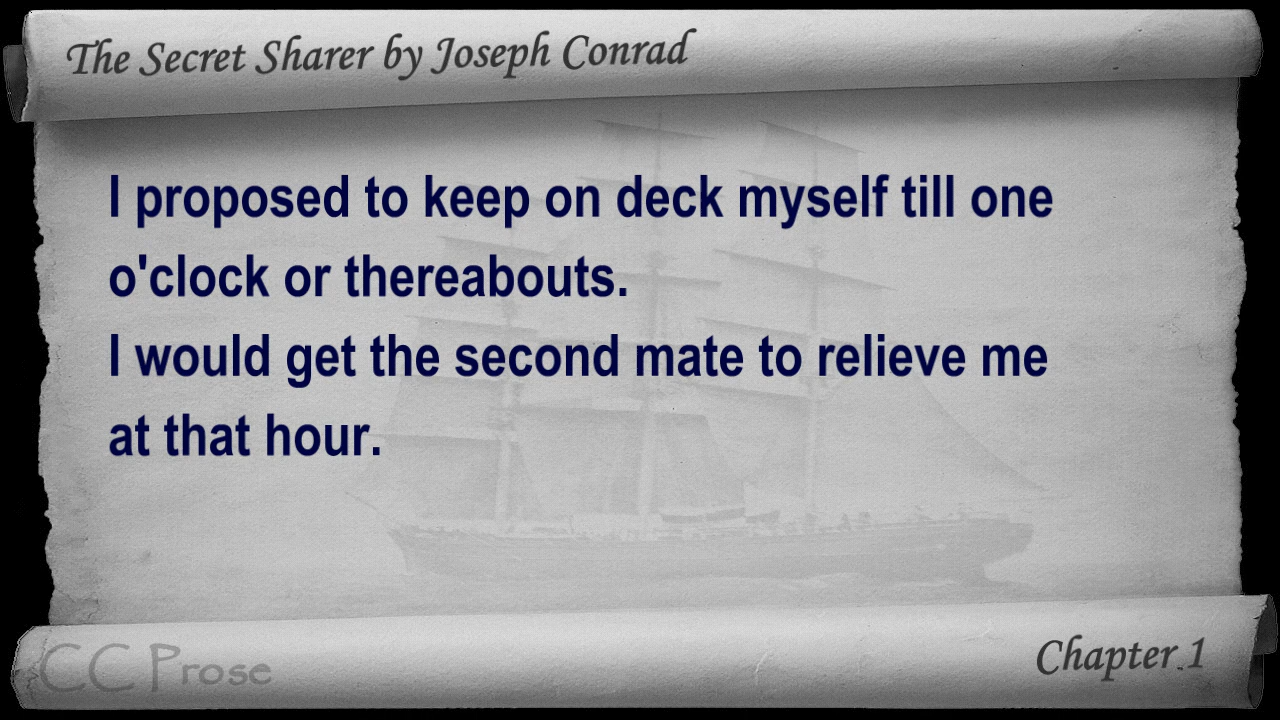 The Secret Sharer by Joseph Conrad
I proposed to keep on deck myself till one
o'clock or thereabouts.
I would get the second mate to relieve me
at that hour.
CC Prose
Chapter 1